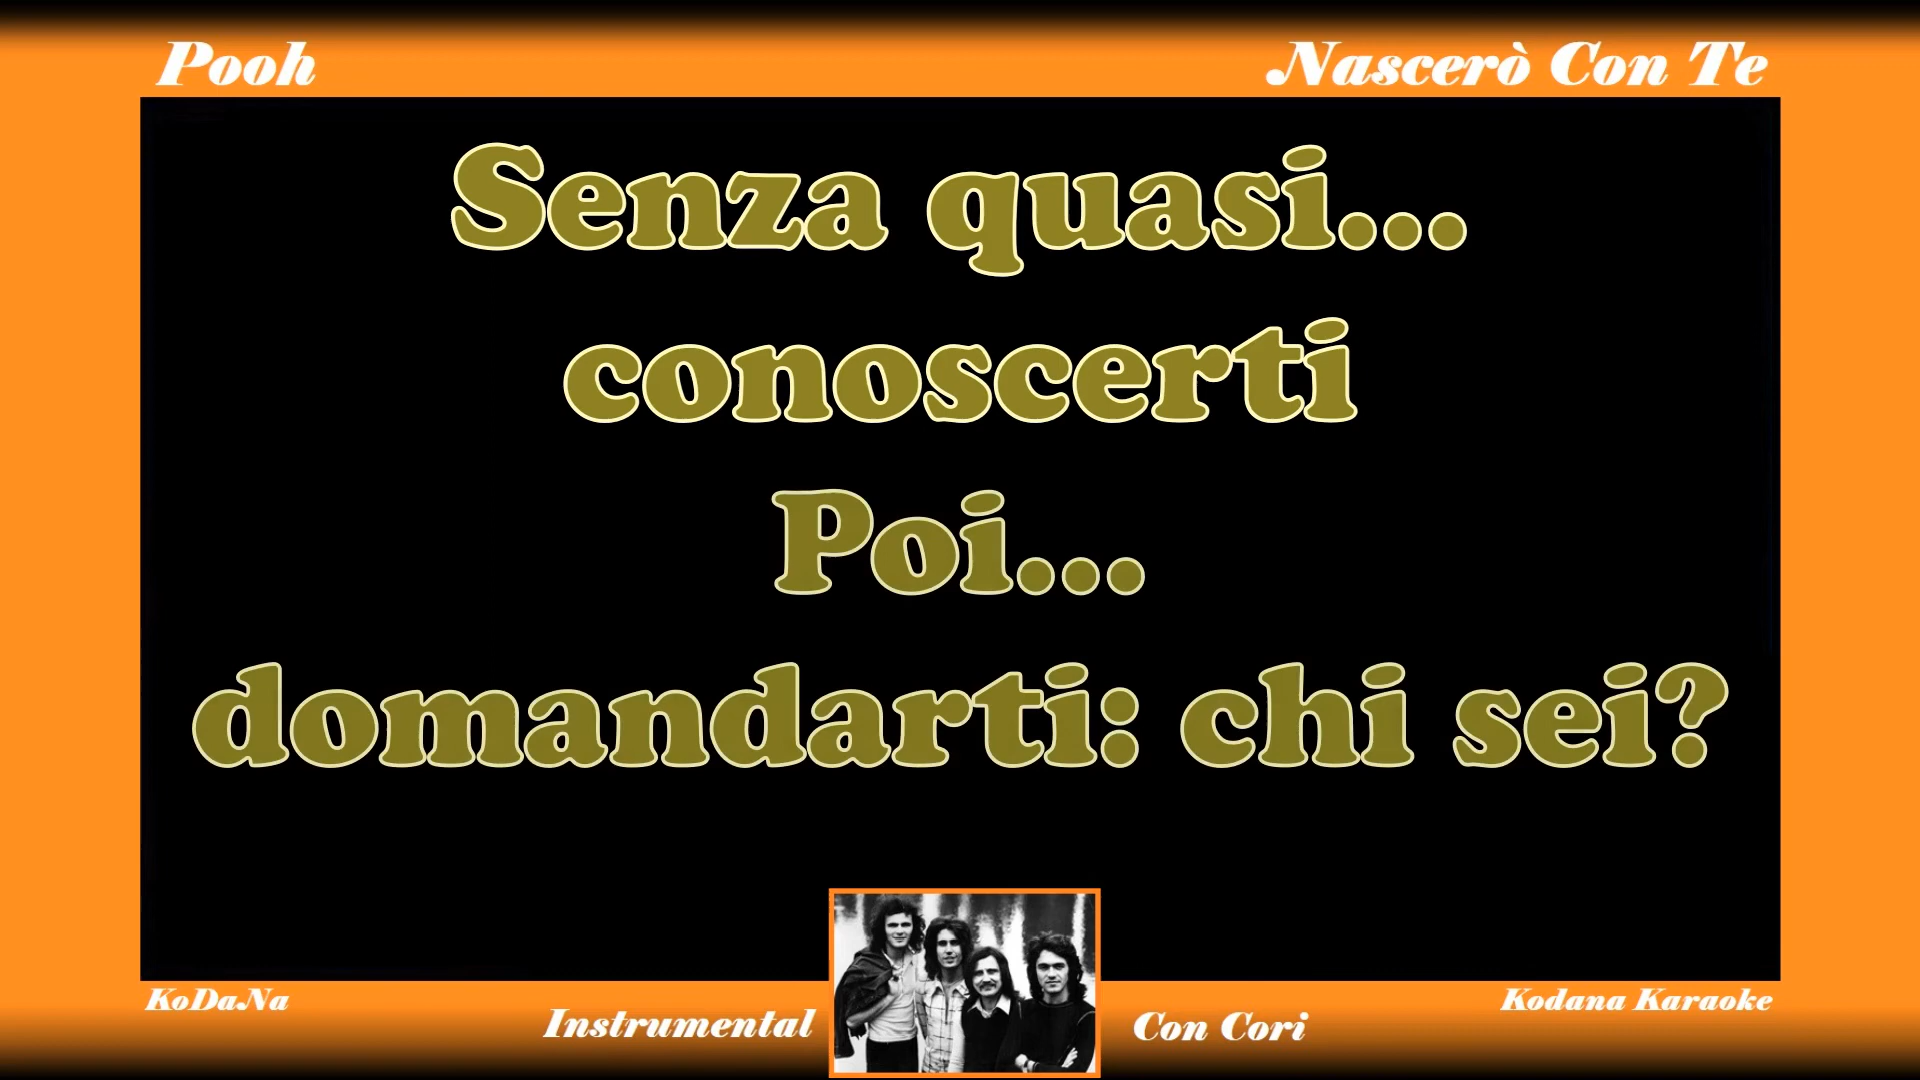 Pooh
Nascerò Con Te
Senza quasi...
conoscerti
Poi...
domandarti: chi sei?
KoDaNa
Kodana Karaoke
Instrumental
Con Cori